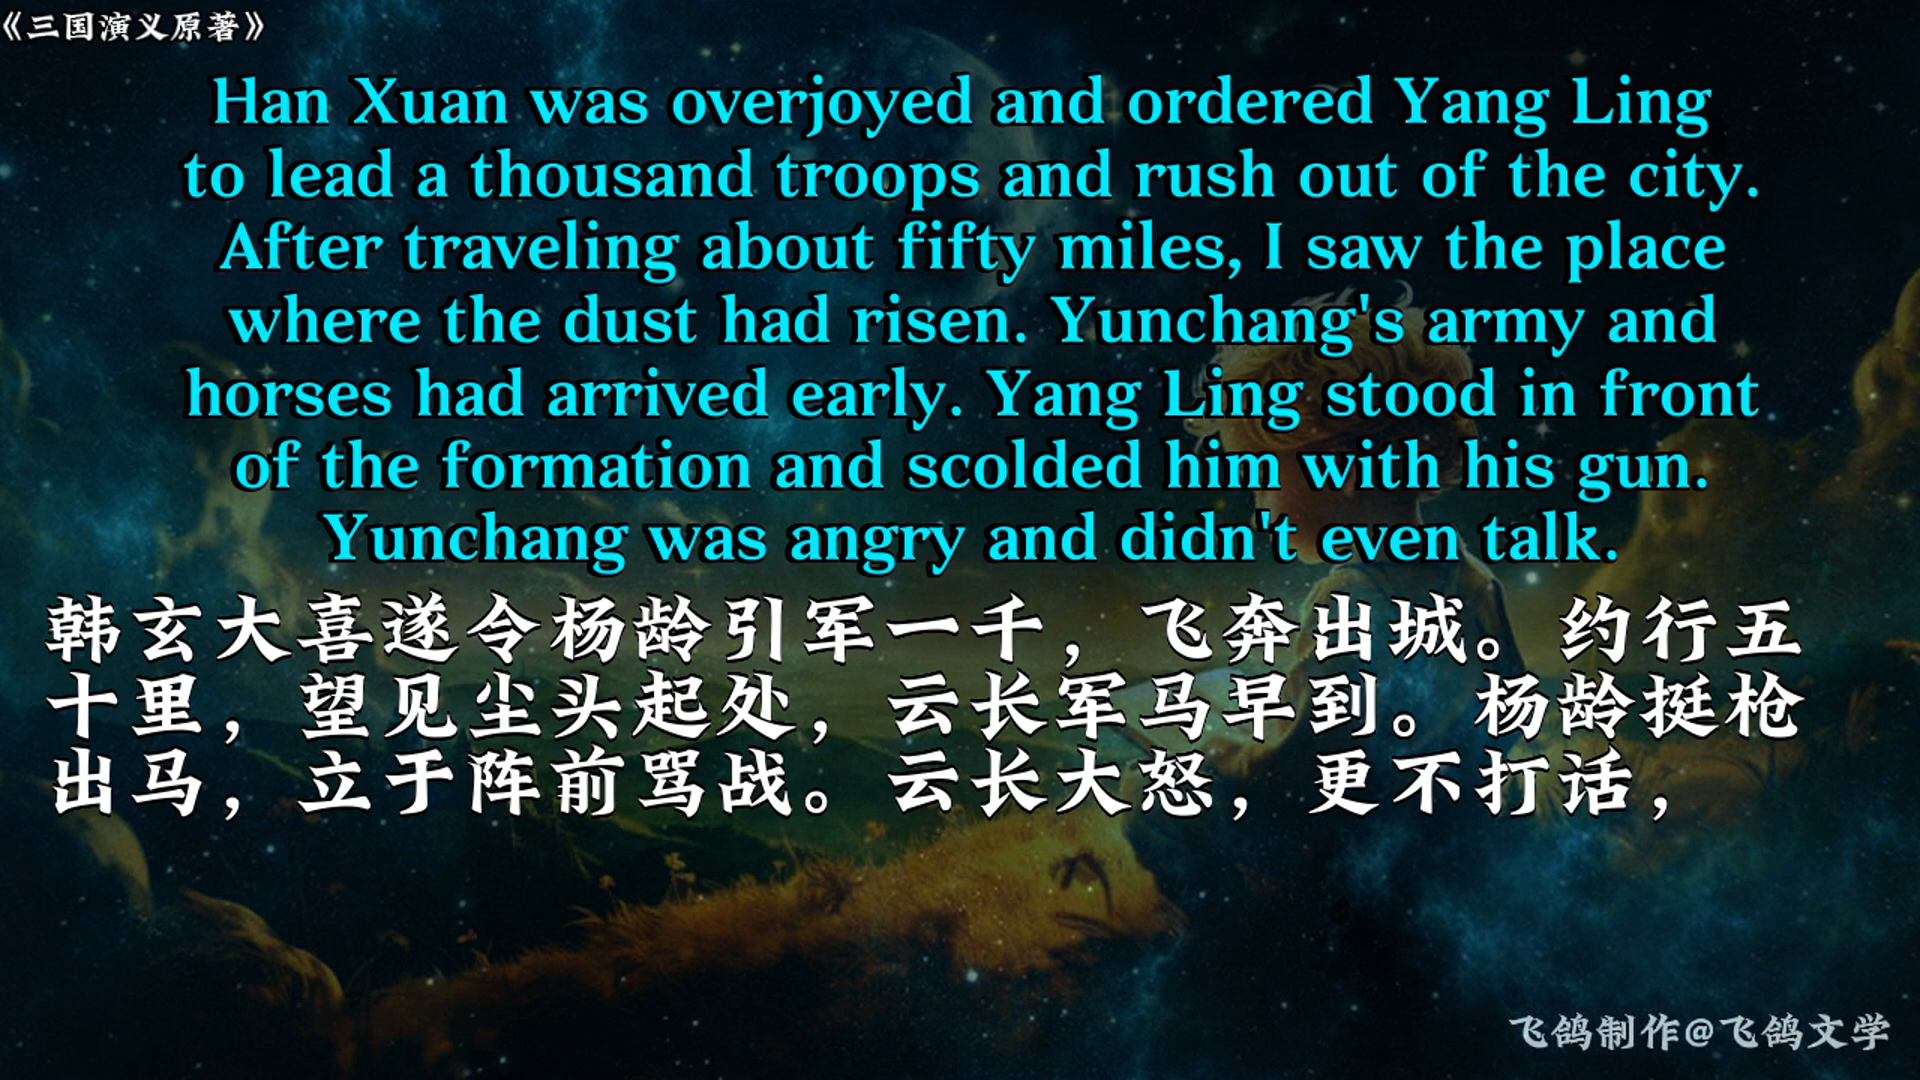 《三国演义原著》
Han Xuan was overjoyed and ordered Yang Ling
to lead a thousand troops and rush out of the city.
After traveling about fifty miles, I saw the place
where the dust had risen. Yunchang's army and
horses had arrived early. Yang Ling stood in front
of the formation and scolded him with his gun.
Yunchang was angry and didn't even talk.
韩玄大喜遂令杨龄引军一千，飞奔出城。约行五
十里，望见尘头起处，云长军马早到。杨龄挺枪
出马，立于阵前骂战。云长大怒，更不打话，
飞鸽制作@飞鸽文学